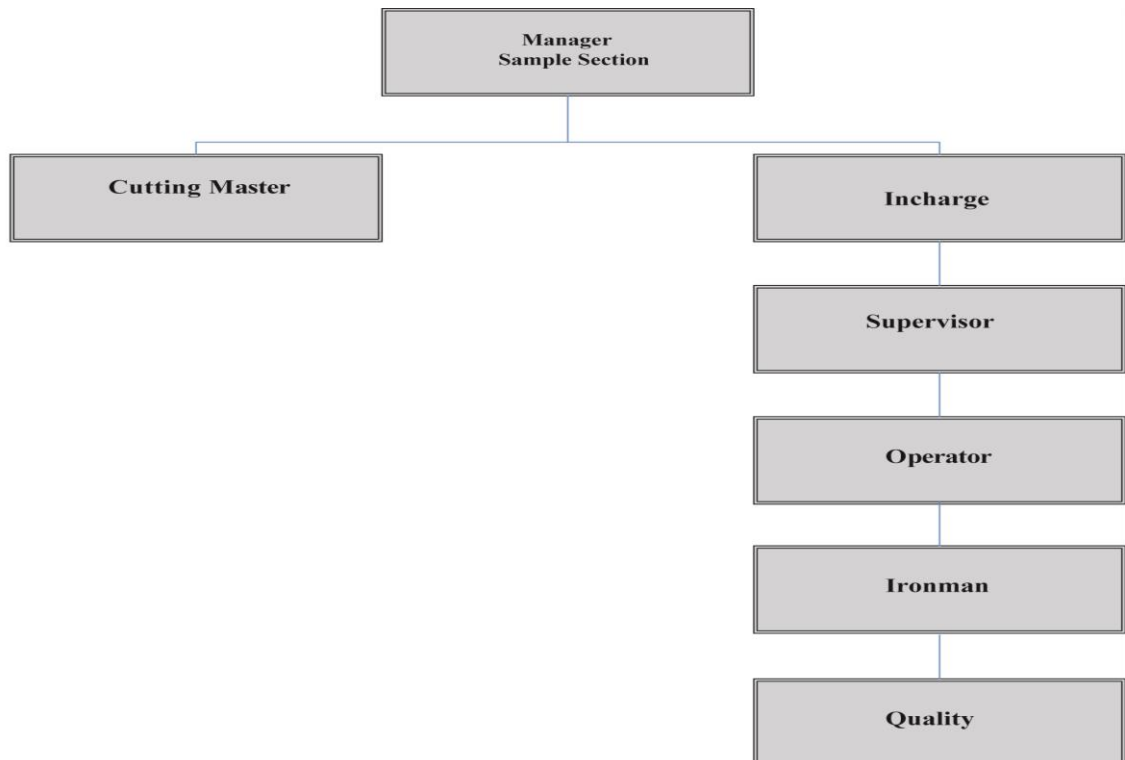 Manager
Sample Section
Cutting Master
Incharge
Supervisor
Operator
Ironman
Quality